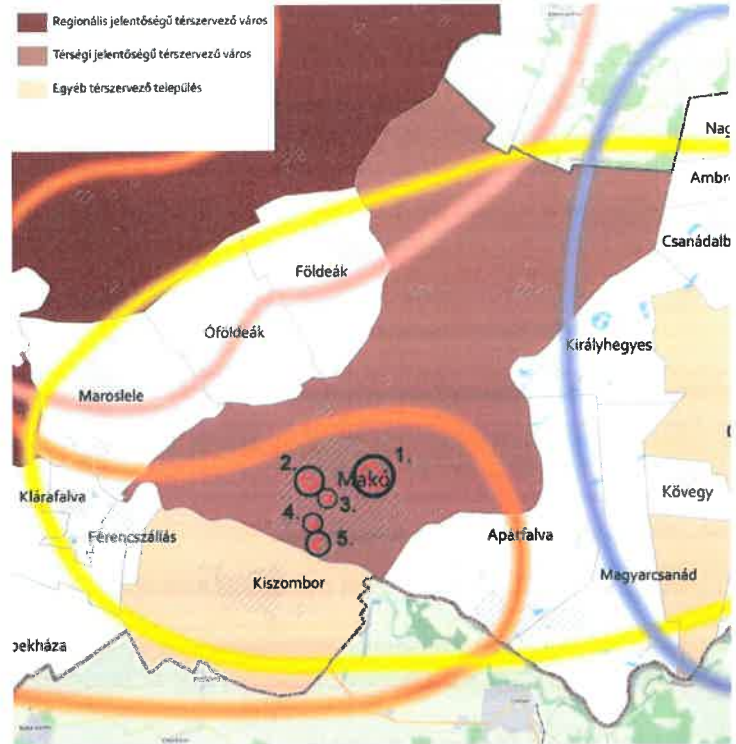 Regionális jelentőségű térszervező város
Térségi jelentőségű térszervező város
Egyéb térszervező település
Nag
Ambr
Csanádalb
Földeák
Óföldeák
Királyhegyes
Maroslele
1.
2.
Makó
3.
Klárafalva
Kövegy
4.
Ferencszállás
5.
Apátfalva
Kiszombor
Magyarcsanád
pekháza